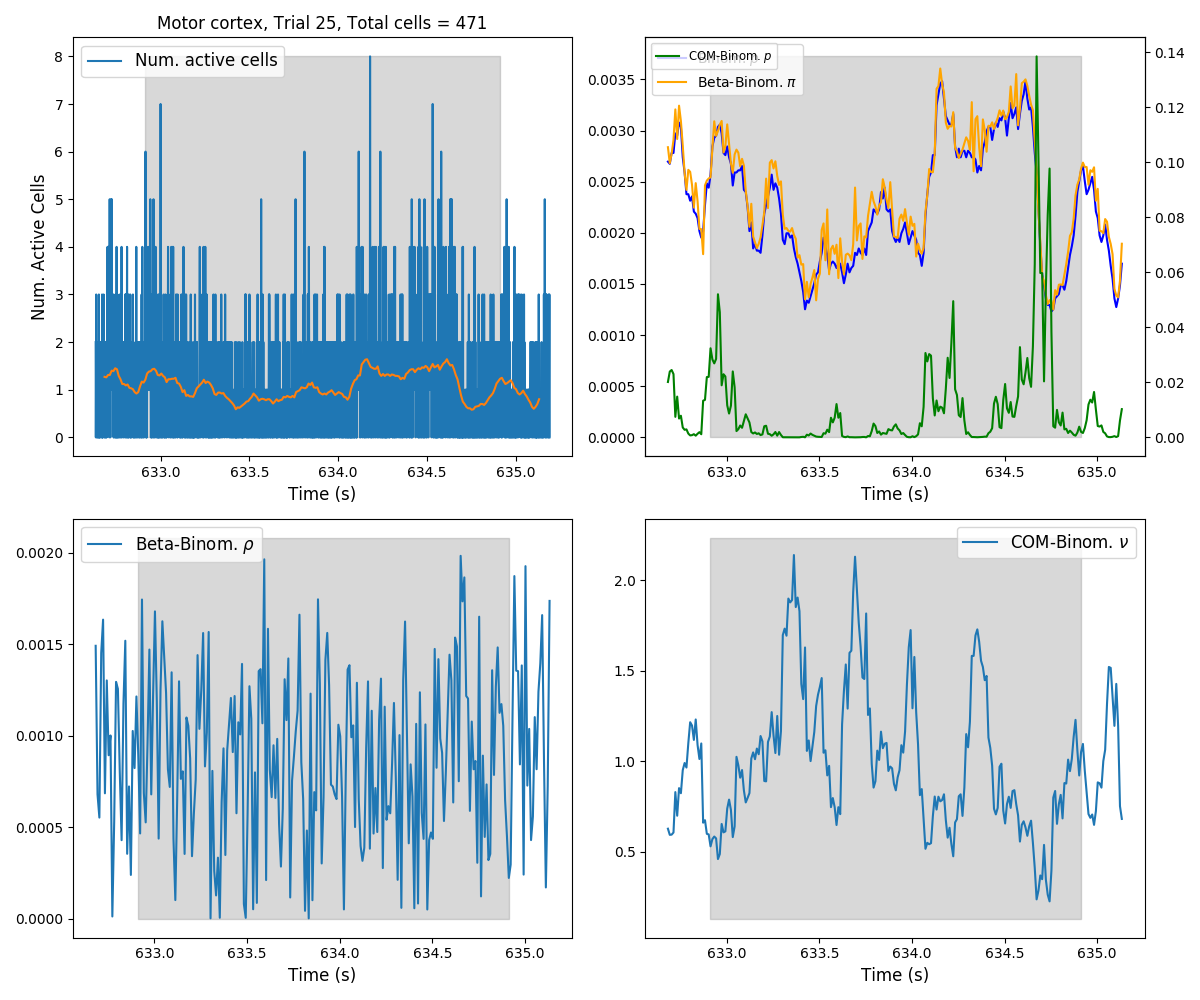 Motor cortex, Trial 25, Total cells = 471
Num. active cells
Num. Active Cells
8
7
6
5
4
3
2
1
0
633.0 633.5 634.0 634.5 635.0
Time (s)
COM-Binom. p
Beta-Binom. π
0.0035
0.0030
0.0025
0.0020
0.0015
0.0010
0.0005
0.0000
0.14
0.12
0.10
0.08
0.06
0.04
0.02
0.00
633.0 633.5 634.0 634.5 635.0
Time (s)
Beta-Binom. ρ
0.0020
0.0015
0.0010
0.0005
0.0000
633.0 633.5 634.0 634.5 635.0
Time (s)
COM-Binom. ν
2.0
1.5
1.0
0.5
633.0 633.5 634.0 634.5 635.0
Time (s)